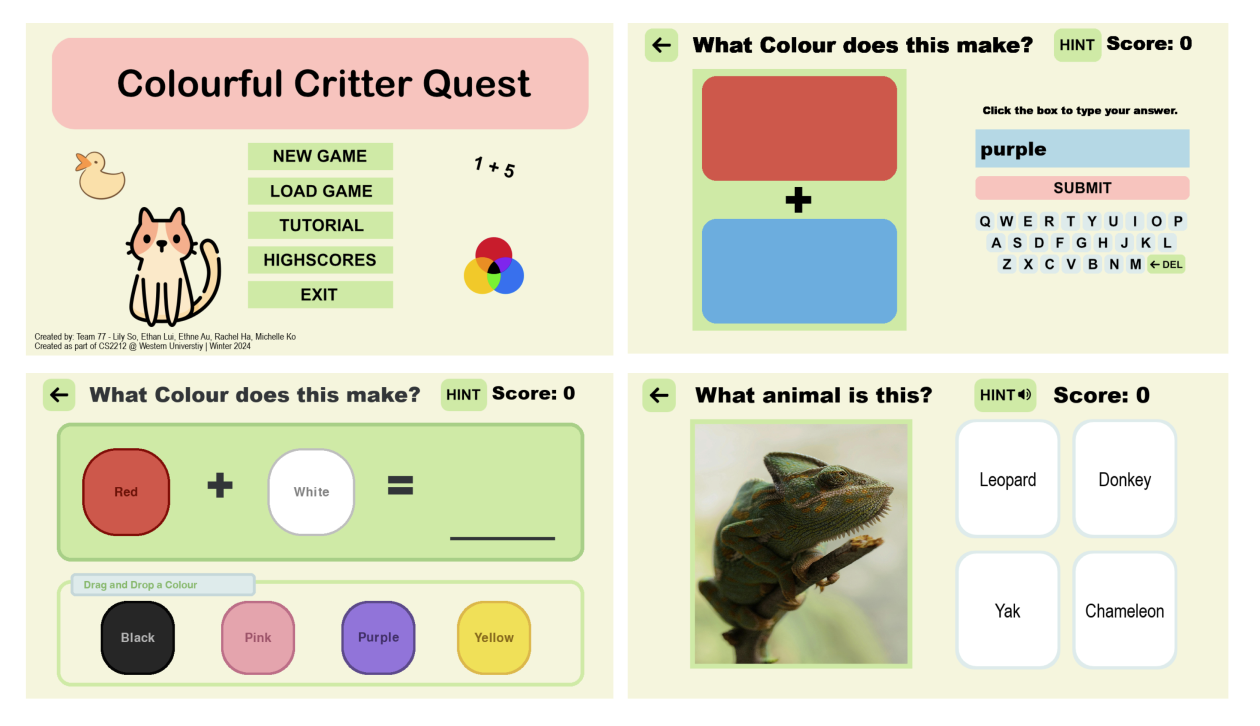 Colourful Critter Quest
NEW GAME
LOAD GAME
TUTORIAL
HIGHSCORES
EXIT
1 + 5
Created by: Team 77 - Lily So, Ethan Lui, Ethne Au, Rachel Ha, Michelle Ko
Created as part of CS2212 @ Western Universtiy | Winter 2024
What Colour does this make?
HINT
Score: 0
+
Click the box to type your answer.
purple
SUBMIT
Q W E R T Y U I O P
A S D F G H J K L
Z X C V B N M ←DEL
What Colour does this make?
HINT
Score: 0
Red + White =
Drag and Drop a Colour
Black Pink Purple Yellow
What animal is this?
HINT
Score: 0
Leopard Donkey
Yak Chameleon